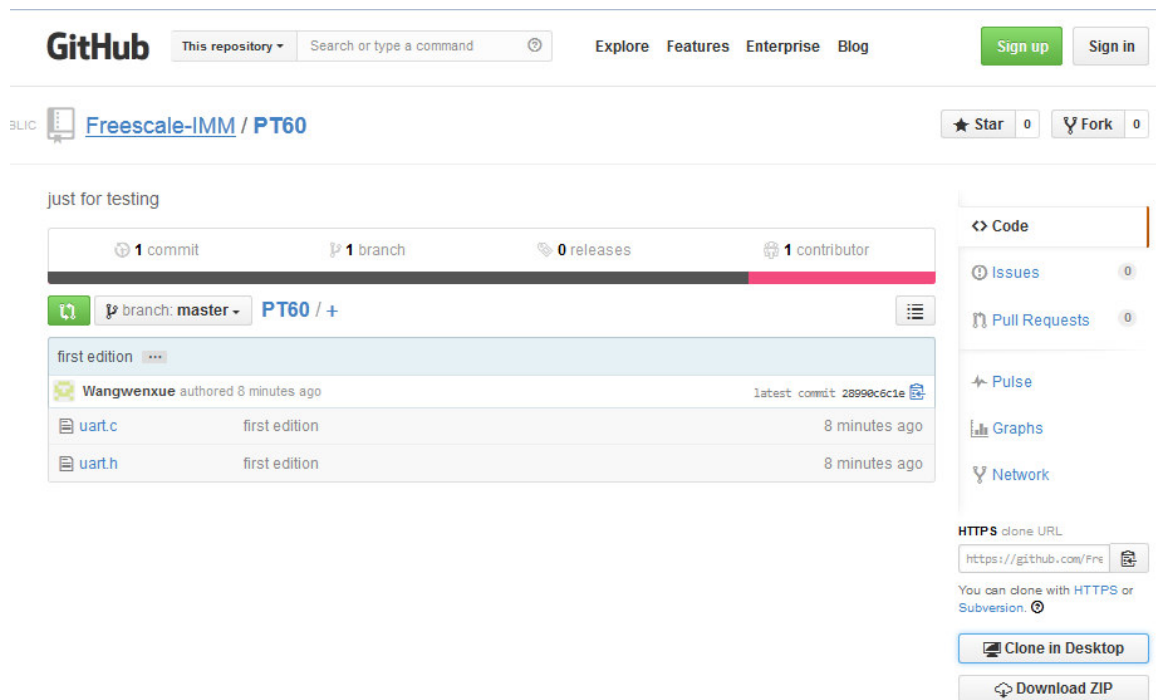 GitHub This repository Search or type a command Explore Features Enterprise Blog Sign up Sign in
BLIC Freescale-IMM / PT60 Star 0 Fork 0
just for testing
1 commit 1 branch 0 releases 1 contributor
branch: master PT60 / +
first edition ...
Wangwenxue authored 8 minutes ago latest commit 28990c6c1e
uart.c first edition 8 minutes ago
uart.h first edition 8 minutes ago
<> Code
Issues 0
Pull Requests 0
Pulse
Graphs
Network
HTTPS clone URL
https://github.com/Fre
You can clone with HTTPS or
Subversion.
Clone in Desktop
Download ZIP